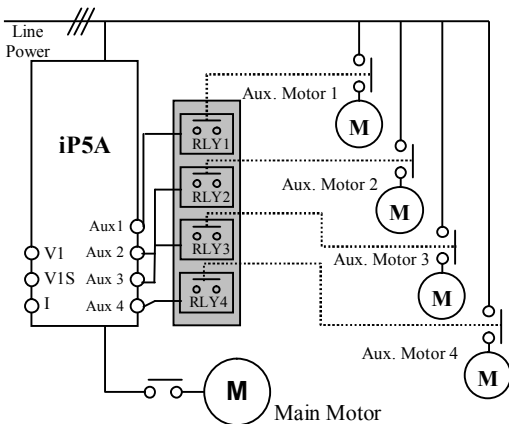 Line
Power
iP5A
Aux. Motor 1
M
RLY1
Aux. Motor 2
M
RLY2
Aux1
V1
Aux 2
RLY3
Aux. Motor 3
M
V1S
Aux 3
I
Aux 4
RLY4
Aux. Motor 4
M
M
Main Motor